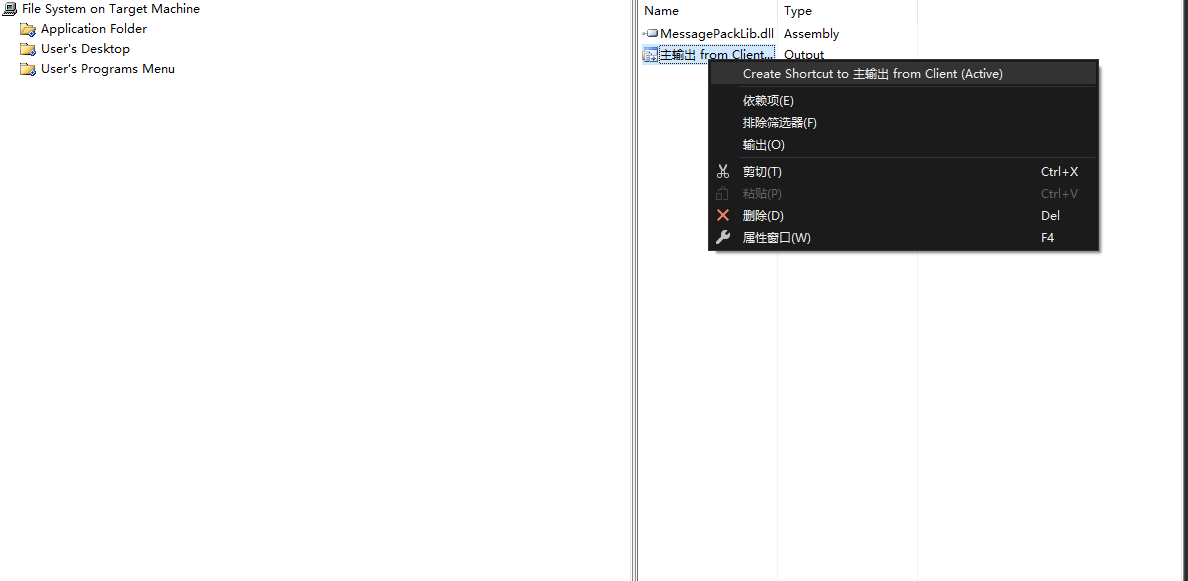 File System on Target Machine
Application Folder
User's Desktop
User's Programs Menu
Name Type
MessagePackLib.dll Assembly
主输出 from Client... Output
Create Shortcut to 主输出 from Client (Active)
依赖项(E)
排除筛选器(F)
输出(O)
剪切(T) Ctrl+X
粘贴(P) Ctrl+V
删除(D) Del
属性窗口(W) F4